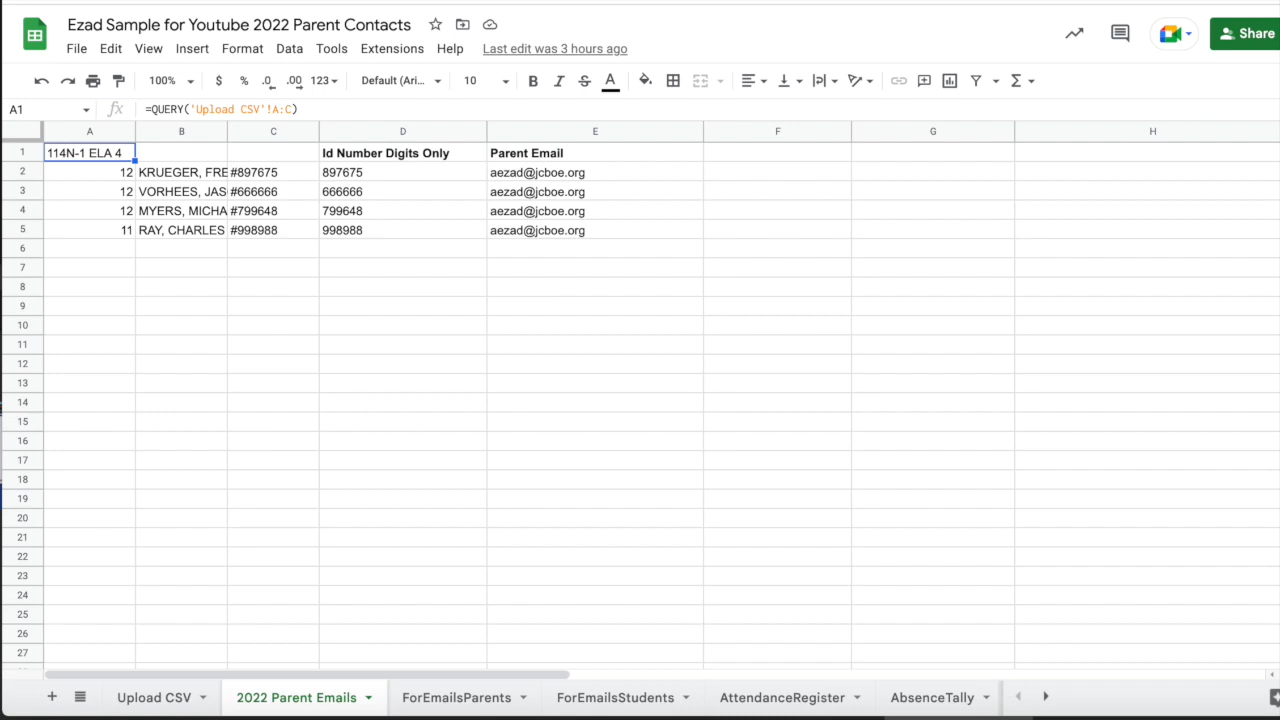 Ezad Sample for Youtube 2022 Parent Contacts
File Edit View Insert Format Data Tools Extensions Help Last edit was 3 hours ago
Share
100% $ % .0 .00 123 Default (Ari... 10 B I S A
A1 fx =QUERY('Upload CSV'!A:C)
A B C D E F G H
1 114N-1 ELA 4 Id Number Digits Only Parent Email
2 12 KRUEGER, FRE #897675 897675 aezad@jcboe.org
3 12 VORHEES, JAS #666666 666666 aezad@jcboe.org
4 12 MYERS, MICHA #799648 799648 aezad@jcboe.org
5 11 RAY, CHARLES #998988 998988 aezad@jcboe.org
6
7
8
9
10
11
12
13
14
15
16
17
18
19
20
21
22
23
24
25
26
27
Upload CSV 2022 Parent Emails ForEmailsParents ForEmailsStudents AttendanceRegister AbsenceTally